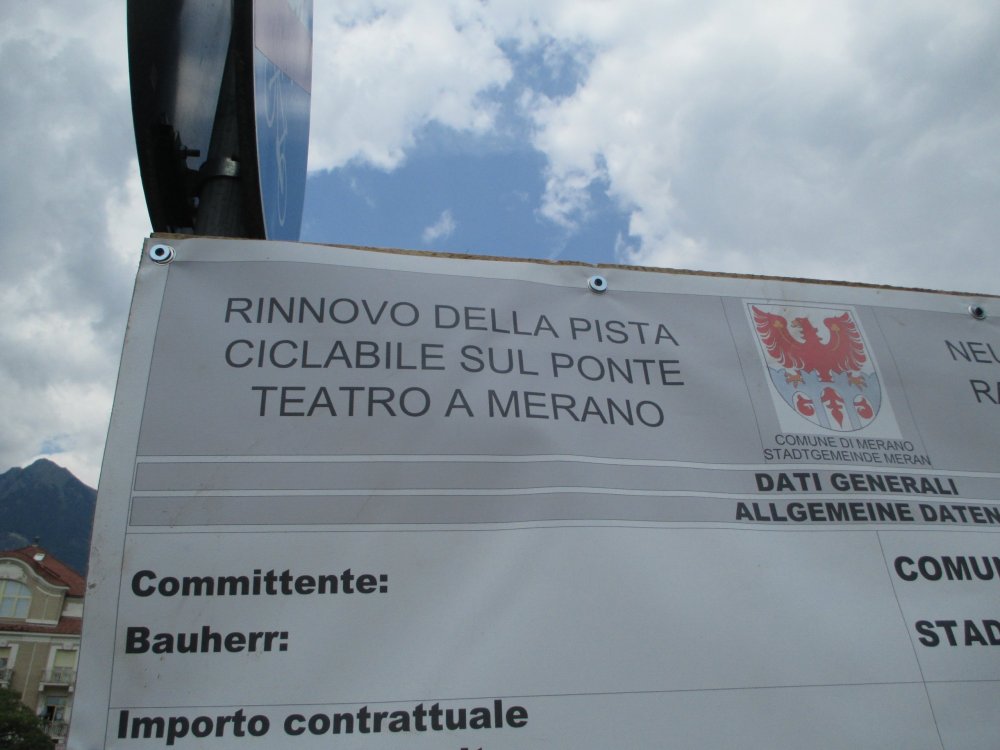 RINNOVO DELLA PISTA
CICLABILE SUL PONTE
TEATRO A MERANO
COMUNE DI MERANO
STADTGEMEINDE MERAN
DATI GENERALI
ALLGEMEINE DATEN
Committente:
Bauherr:
Importo contrattuale